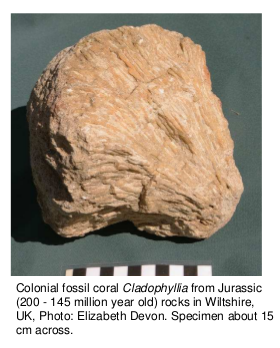 Colonial fossil coral Cladophyllia from Jurassic
(200 - 145 million year old) rocks in Wiltshire,
UK, Photo: Elizabeth Devon. Specimen about 15
cm across.